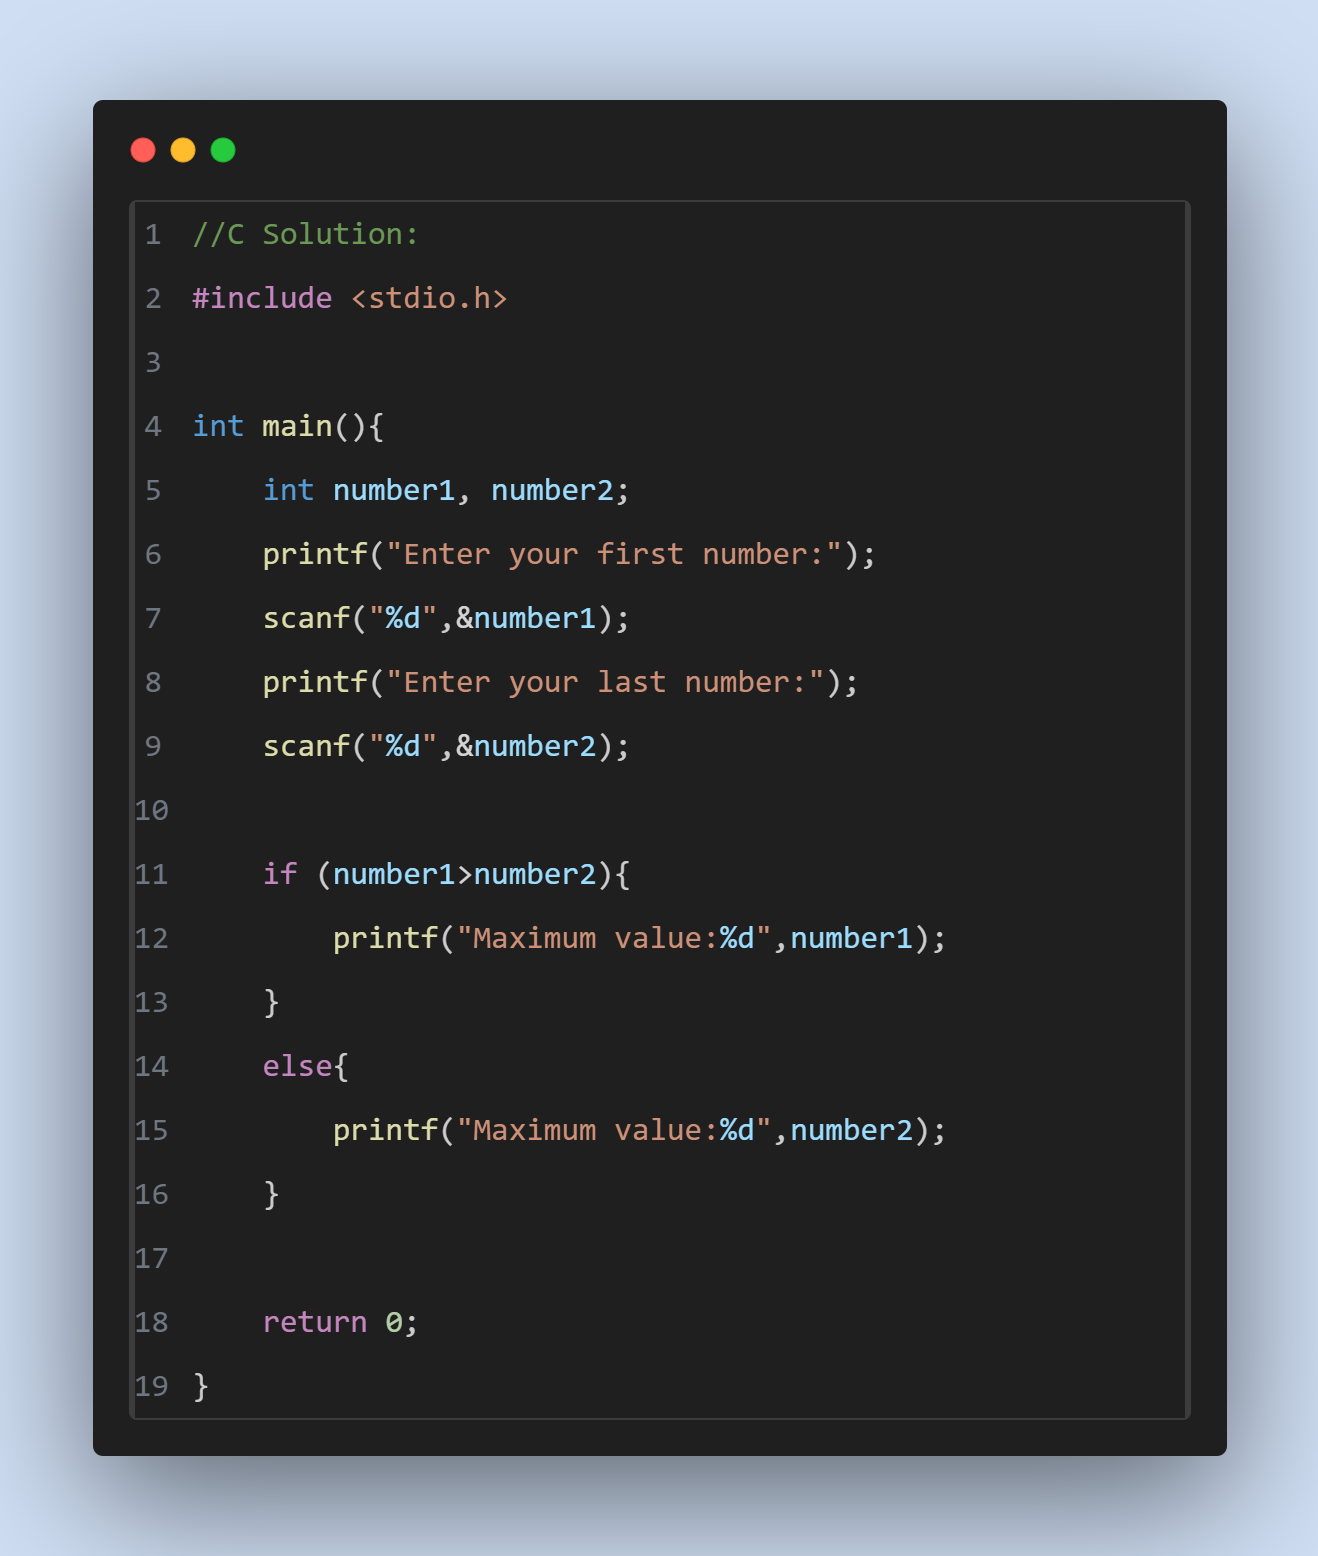 1 //C Solution:
2 #include <stdio.h>
3
4 int main(){
5     int number1, number2;
6     printf("Enter your first number:");
7     scanf("%d",&number1);
8     printf("Enter your last number:");
9     scanf("%d",&number2);
10
11     if (number1>number2){
12         printf("Maximum value:%d",number1);
13     }
14     else{
15         printf("Maximum value:%d",number2);
16     }
17
18     return 0;
19 }